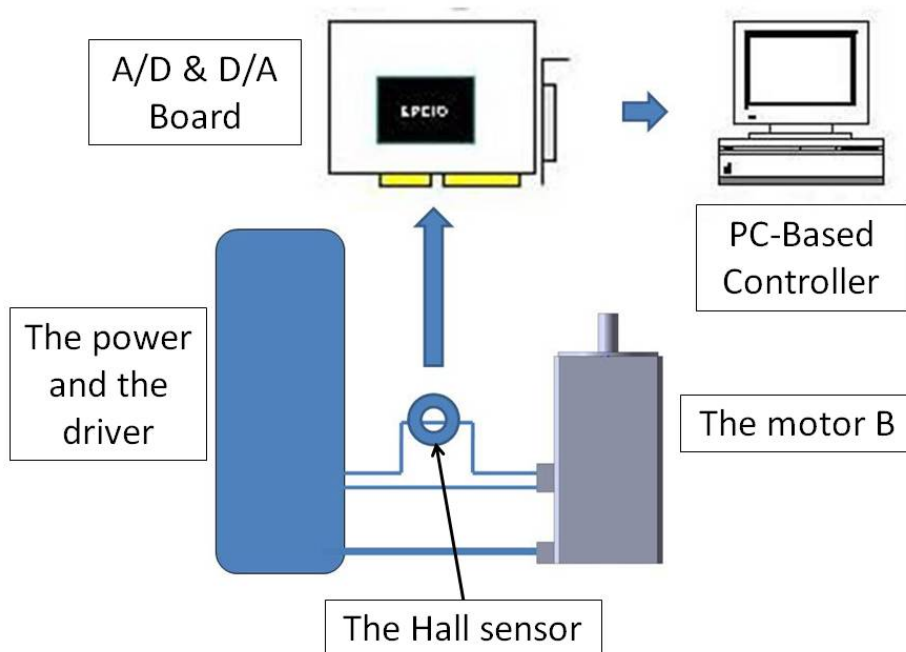 A/D & D/A
Board
EPCIO
PC-Based
Controller
The power
and the
driver
The motor B
The Hall sensor